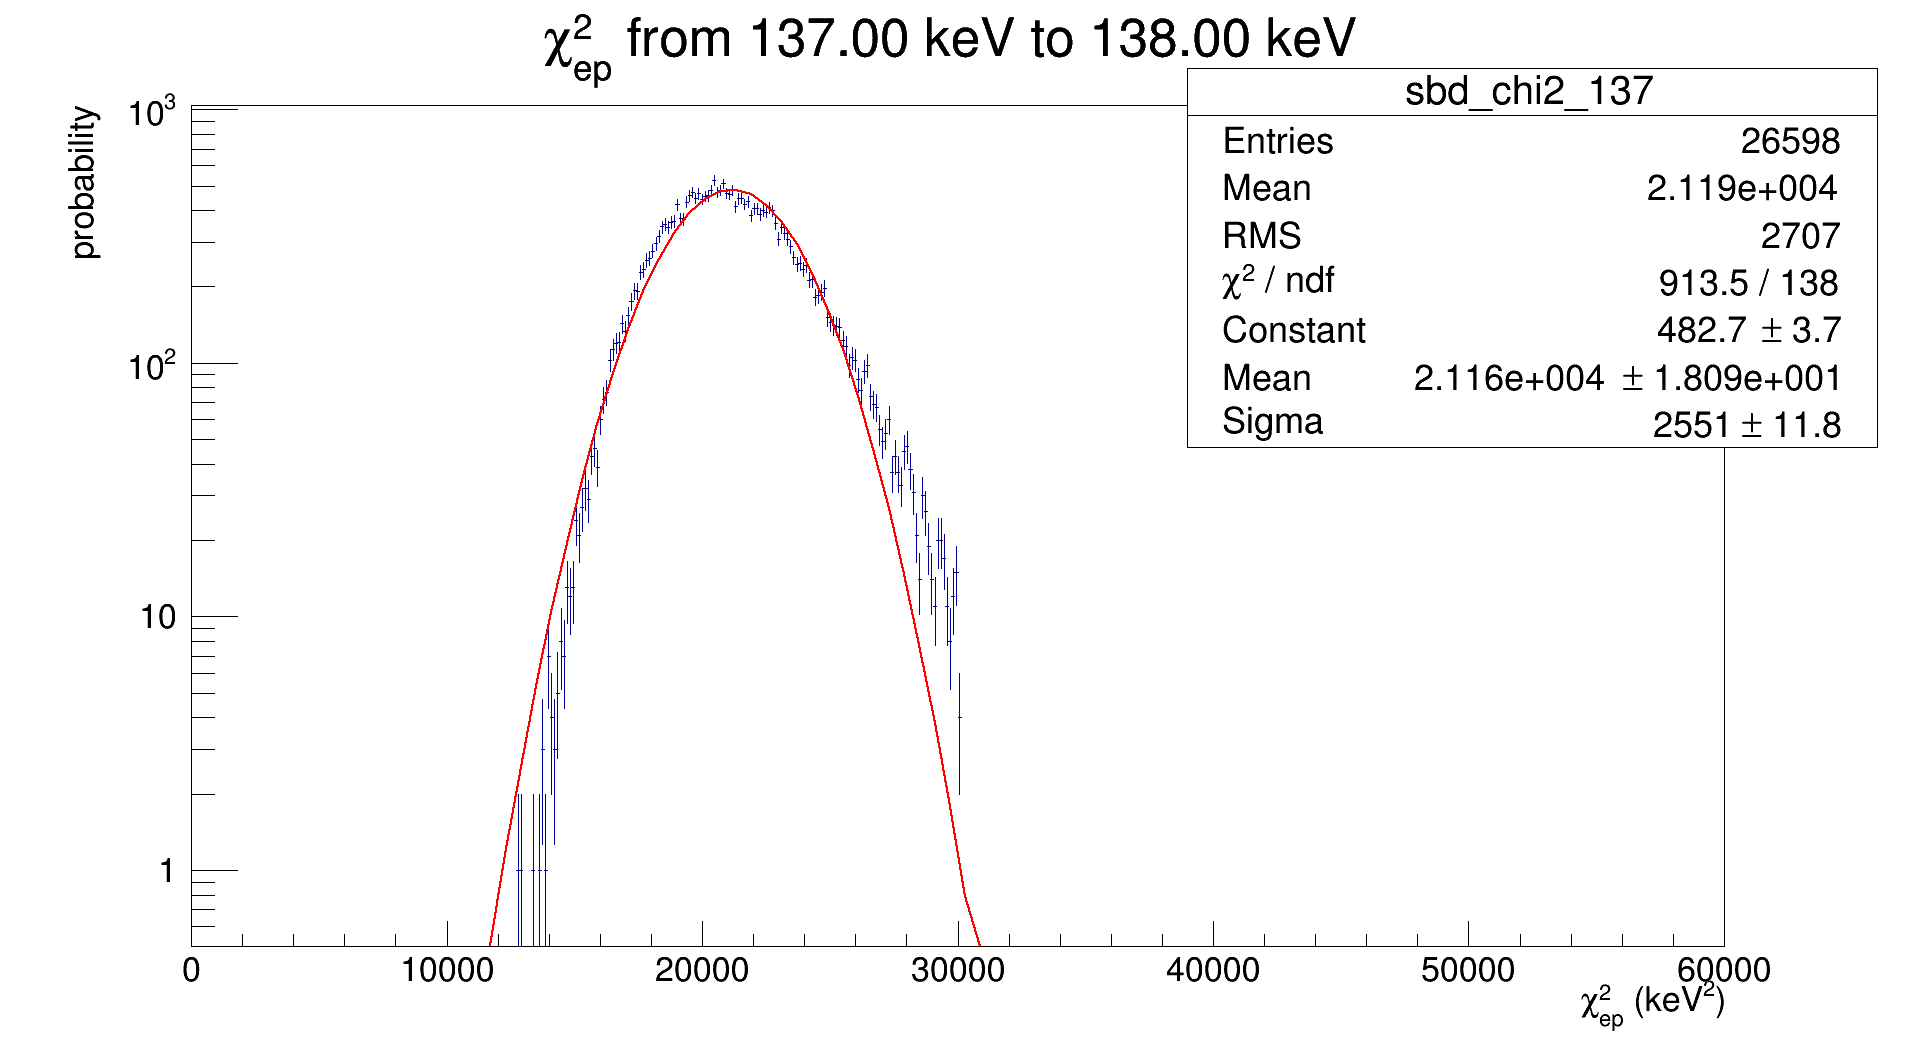 χ²ep from 137.00 keV to 138.00 keV
sbd_chi2_137
Entries 26598
Mean 2.119e+004
RMS 2707
χ² / ndf 913.5 / 138
Constant 482.7 ± 3.7
Mean 2.116e+004 ± 1.809e+001
Sigma 2551 ± 11.8
probability
10³
10²
10
1
0 10000 20000 30000 40000 50000 60000
χ²ep (keV²)